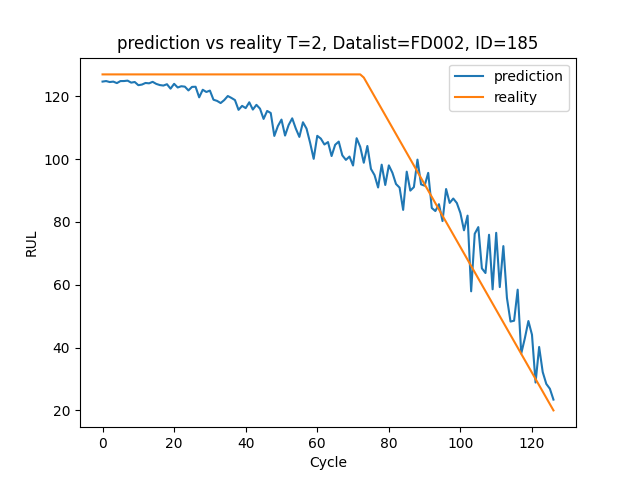 prediction vs reality T=2, Datalist=FD002, ID=185
prediction
reality
120
100
80
60
40
20
RUL
0 20 40 60 80 100 120
Cycle